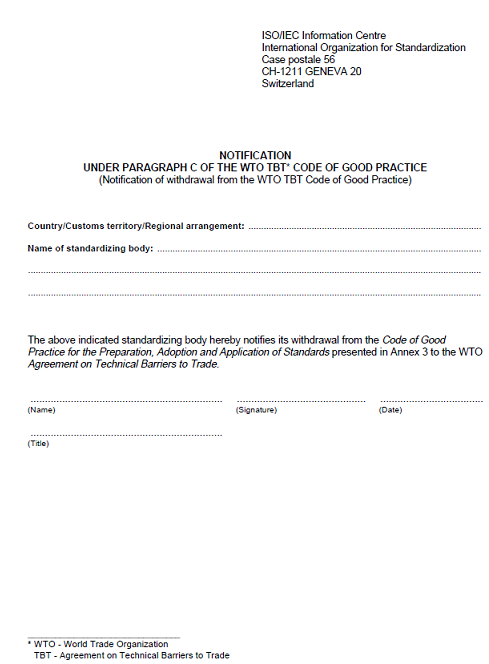 ISO/IEC Information Centre
International Organization for Standardization
Case postale 56
CH-1211 GENEVA 20
Switzerland
NOTIFICATION
UNDER PARAGRAPH C OF THE WTO TBT* CODE OF GOOD PRACTICE
(Notification of withdrawal from the WTO TBT Code of Good Practice)
Country/Customs territory/Regional arrangement: ....................................................................................
Name of standardizing body: ....................................................................................
....................................................................................
....................................................................................
The above indicated standardizing body hereby notifies its withdrawal from the Code of Good
Practice for the Preparation, Adoption and Application of Standards presented in Annex 3 to the WTO
Agreement on Technical Barriers to Trade.
.................................................. .................................. ............................
(Name) (Signature) (Date)
..................................................
(Title)
* WTO - World Trade Organization
TBT - Agreement on Technical Barriers to Trade